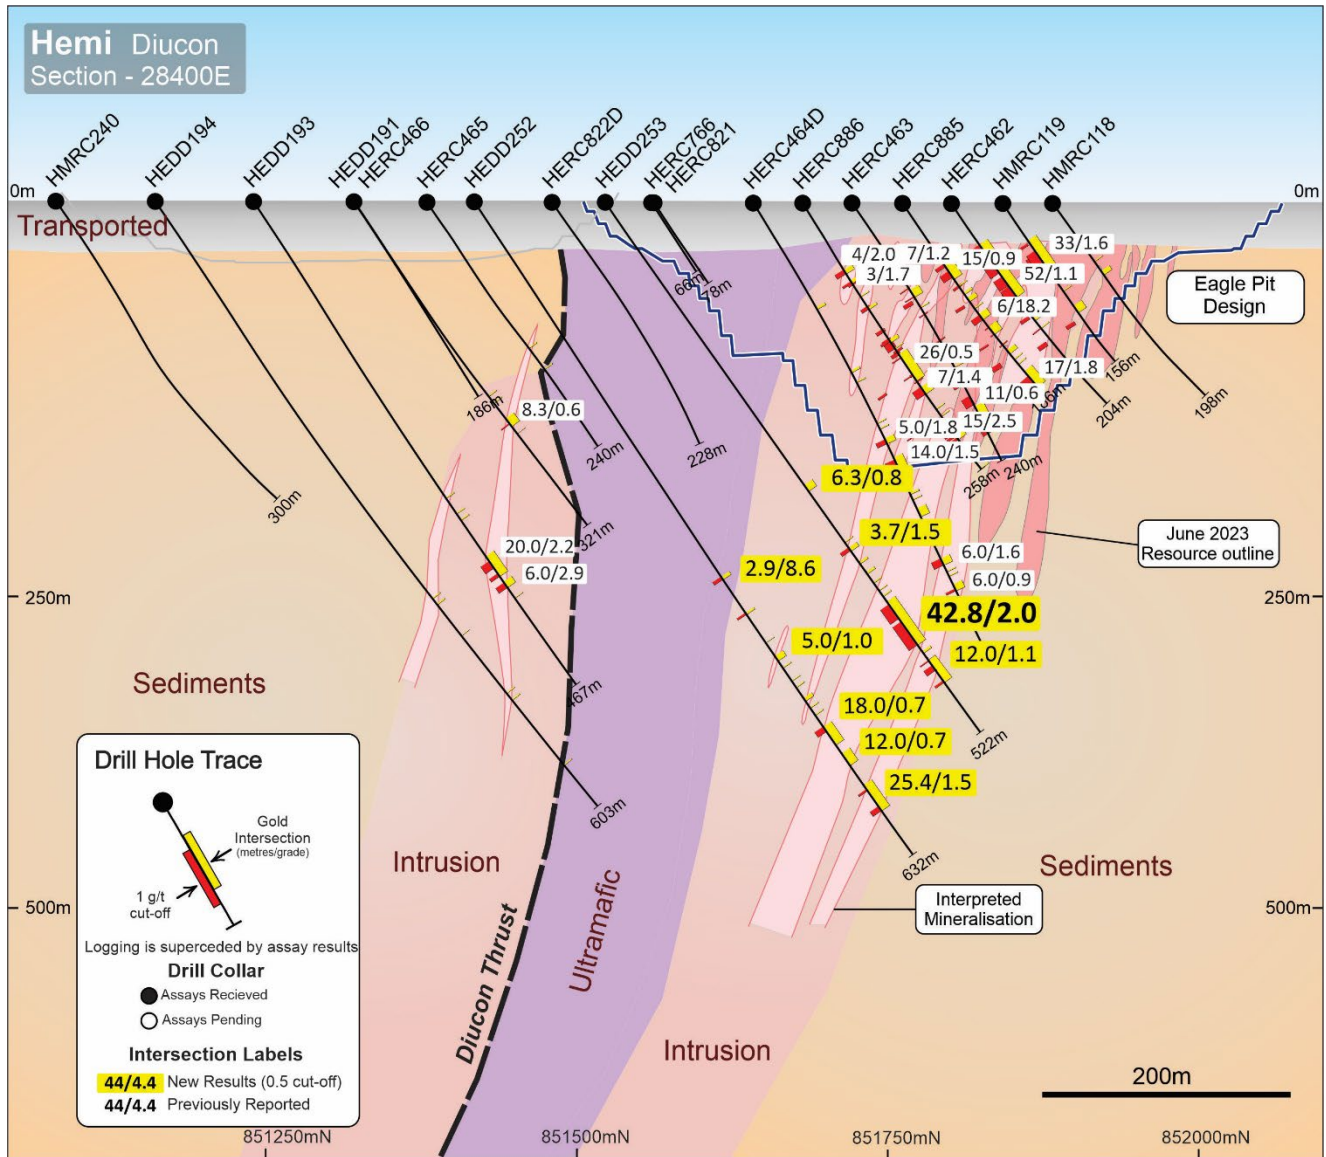 Hemi Diucon
Section - 28400E
HMRC240
HEDD194
HEDD193
HEDD191
HERC466
HERC465
HEDD252
HERC822D
HEDD253
HERC766
HERC821
HERC464D
HERC886
HERC463
HERC885
HERC462
HMRC119
HMRC118
0m
0m
Transported
33/1.6
4/2.0
7/1.2
15/0.9
3/1.7
52/1.1
66m
78m
6/18.2
Eagle Pit
Design
26/0.5
17/1.8
156m
7/1.4
11/0.6
186m
204m
198m
8.3/0.6
5.0/1.8
15/2.5
240m
228m
14.0/1.5
258m
240m
6.3/0.8
300m
321m
3.7/1.5
June 2023
Resource outline
20.0/2.2
6.0/2.9
6.0/1.6
2.9/8.6
6.0/0.9
250m
250m
42.8/2.0
5.0/1.0
12.0/1.1
Sediments
467m
18.0/0.7
522m
12.0/0.7
25.4/1.5
603m
632m
Drill Hole Trace
Gold
Intersection
(metres/grade)
1 g/t
cut-off
Logging is superceded by assay results
Drill Collar
Assays Recieved
Assays Pending
Intersection Labels
44/4.4 New Results (0.5 cut-off)
44/4.4 Previously Reported
Intrusion
Sediments
Interpreted
Mineralisation
500m
500m
Diucon Thrust
Ultramafic
Intrusion
200m
851250mN
851500mN
851750mN
852000mN